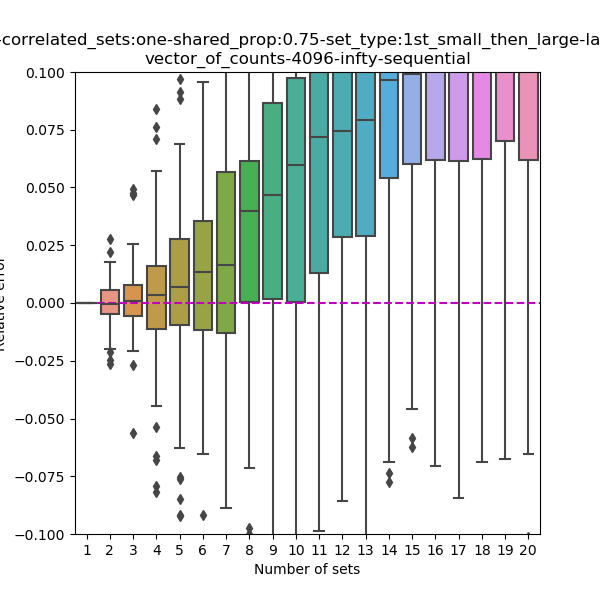 -correlated_sets:one-shared_prop:0.75-set_type:1st_small_then_large-la
vector_of_counts-4096-infty-sequential
0.100
0.075
0.050
0.025
0.000
−0.025
−0.050
−0.075
−0.100
Relative error
1 2 3 4 5 6 7 8 9 10 11 12 13 14 15 16 17 18 19 20
Number of sets